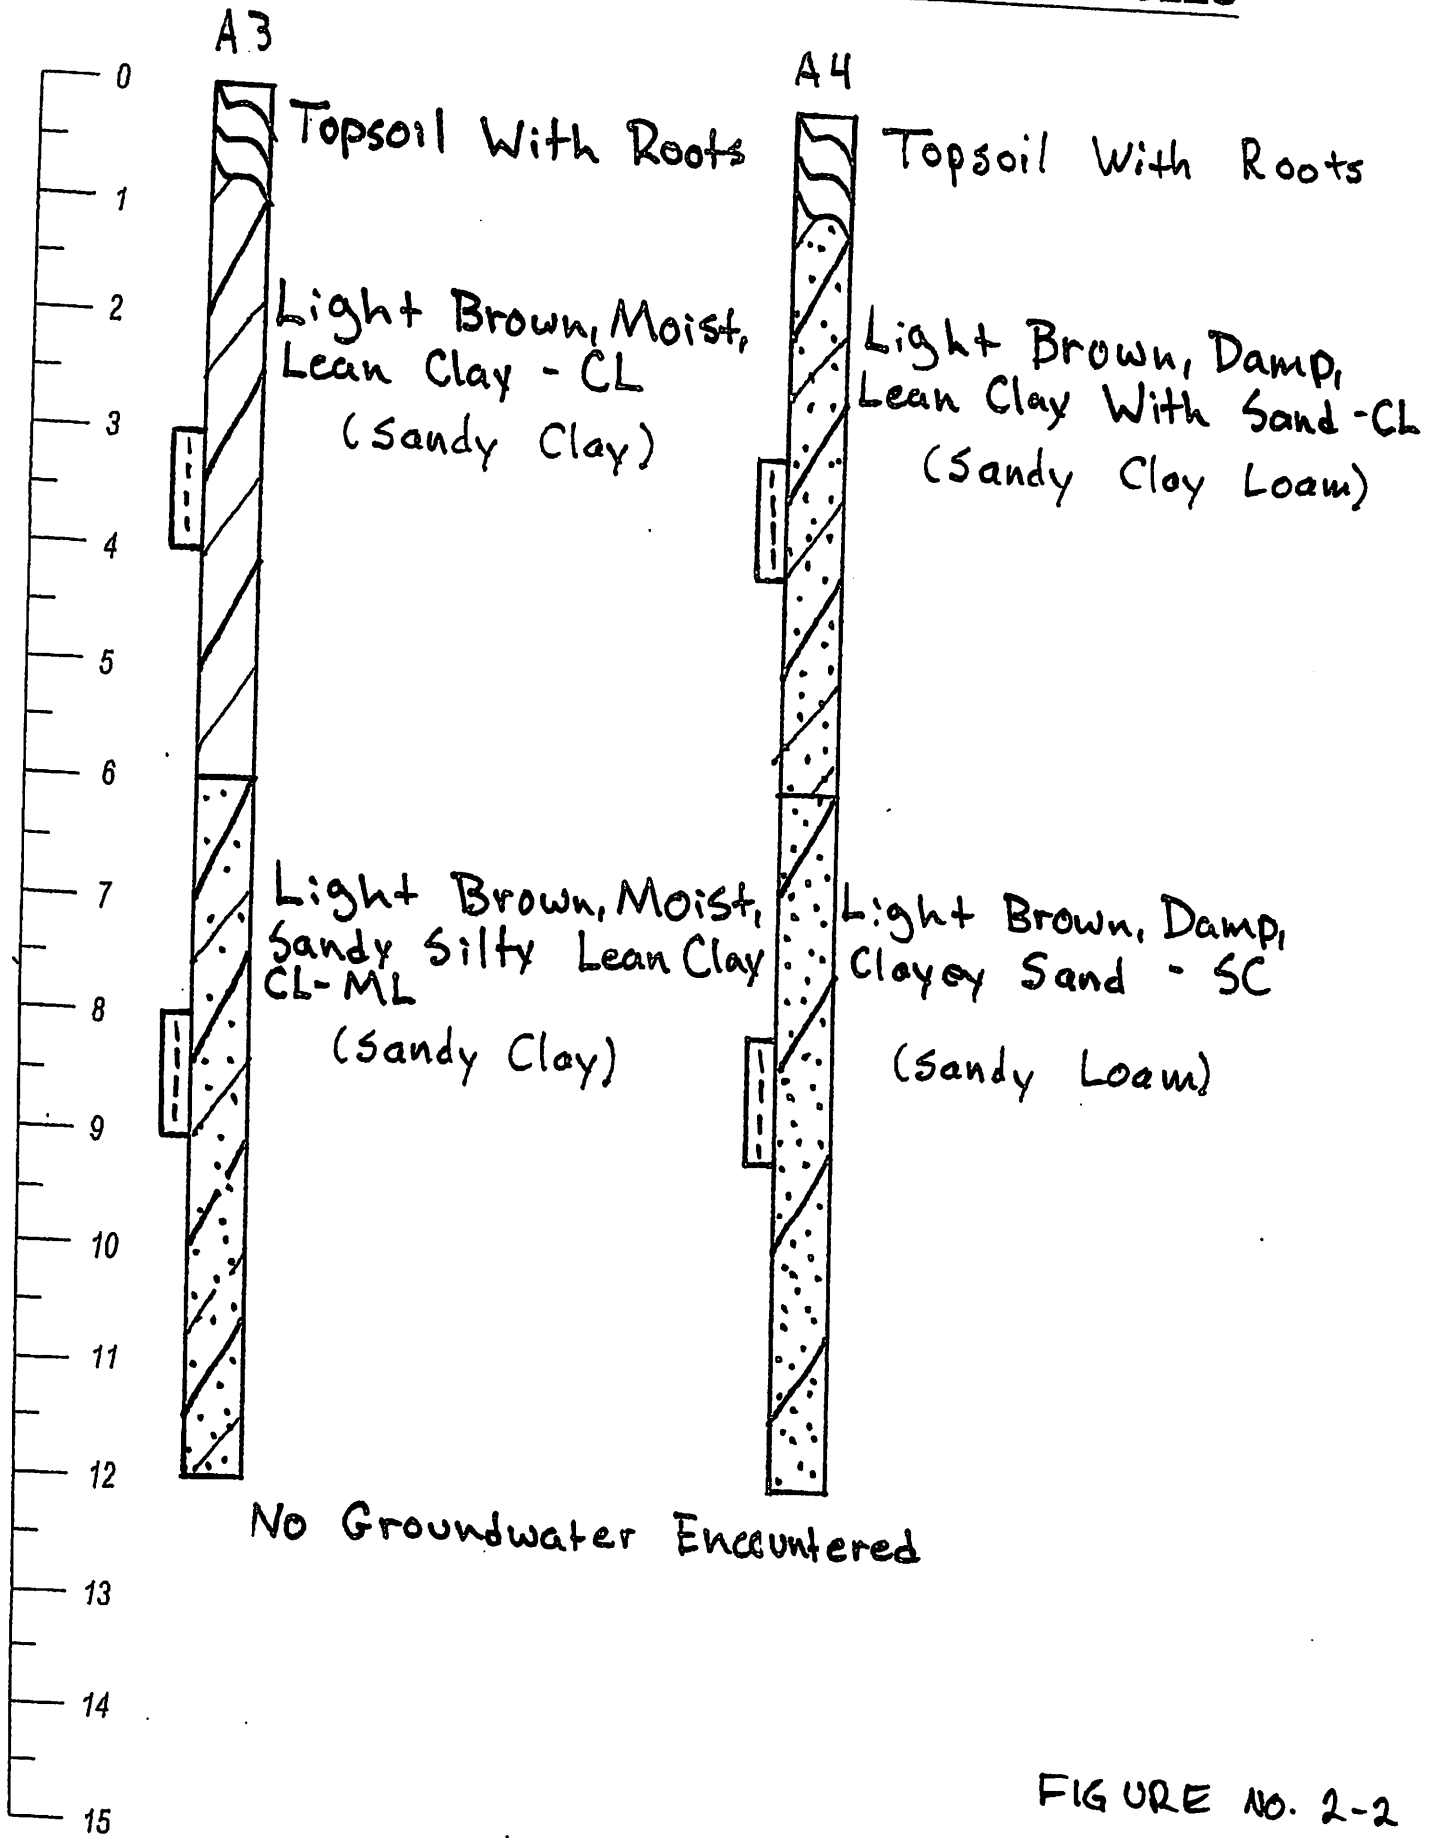 A3
A4
0
1
2
3
4
5
6
7
8
9
10
11
12
13
14
15
Topsoil With Roots
Light Brown, Moist,
Lean Clay - CL
(Sandy Clay)
Light Brown, Moist,
Sandy Silty Lean Clay
CL-ML
(Sandy Clay)
Topsoil With Roots
Light Brown, Damp,
Lean Clay With Sand -CL
(Sandy Clay Loam)
Light Brown, Damp,
Clayey Sand - SC
(Sandy Loam)
No Groundwater Encountered
FIGURE NO. 2-2